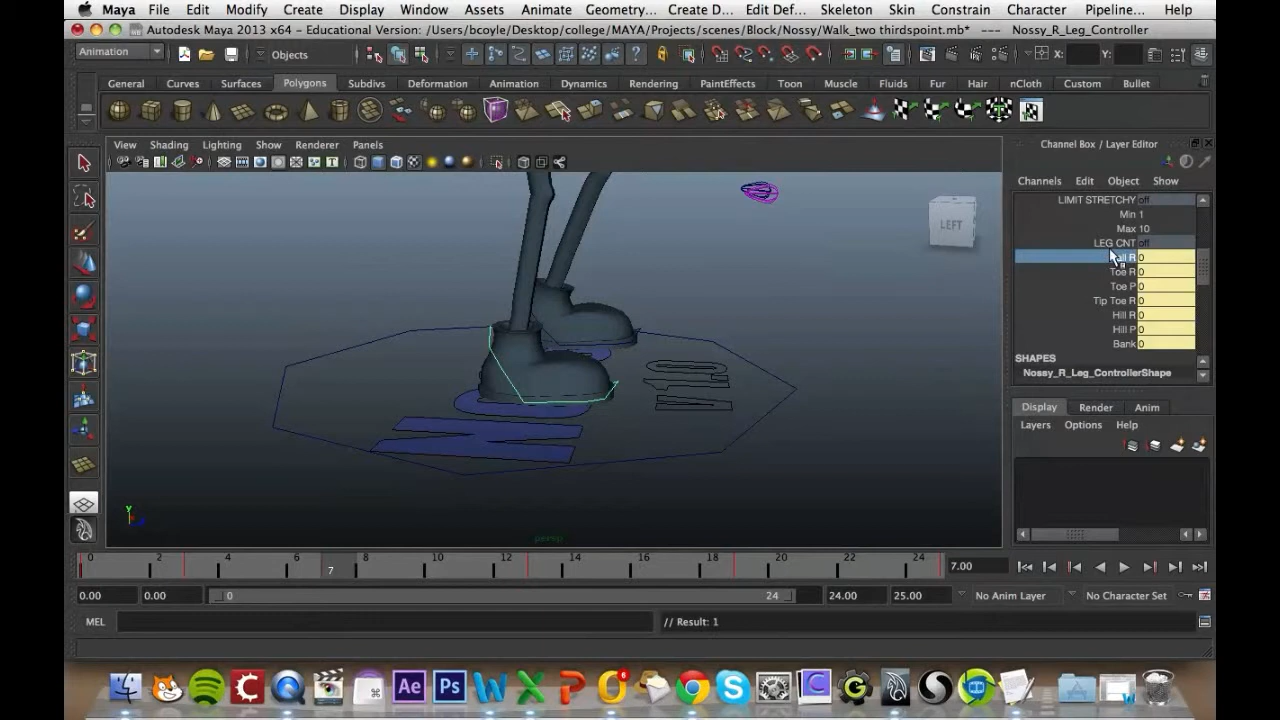 Maya File Edit Modify Create Display Window Assets Animate Geometry... Create D... Edit Def... Skeleton Skin Constrain Character Pipeline... Help
Autodesk Maya 2013 x64 - Educational Version: /Users/bcoyle/Desktop/college/MAYA/Projects/scenes/Block/Nossy/Walk_two thirdspoint.mb* --- Nossy_R_Leg_Controller
Animation Objects X: Y:
General Curves Surfaces Polygons Subdivs Deformation Animation Dynamics Rendering PaintEffects Toon Muscle Fluids Fur Hair nCloth Custom Bullet
View Shading Lighting Show Renderer Panels
Channel Box / Layer Editor
Channels Edit Object Show
LIMIT STRETCHY off
Min 1
Max 10
LEG CNT off
R 0
Toe R 0
Toe P 0
Tip Toe R 0
Hill R 0
Hill P 0
Bank 0
SHAPES
Nossy_R_Leg_ControllerShape
Display Render Anim
Layers Options Help
LEFT
y
persp
0 2 4 6 7 8 10 12 14 16 18 20 22 24 7.00
0.00 0.00 0 24 24.00 25.00 No Anim Layer No Character Set
MEL // Result: 1
Ae Ps W X P 6